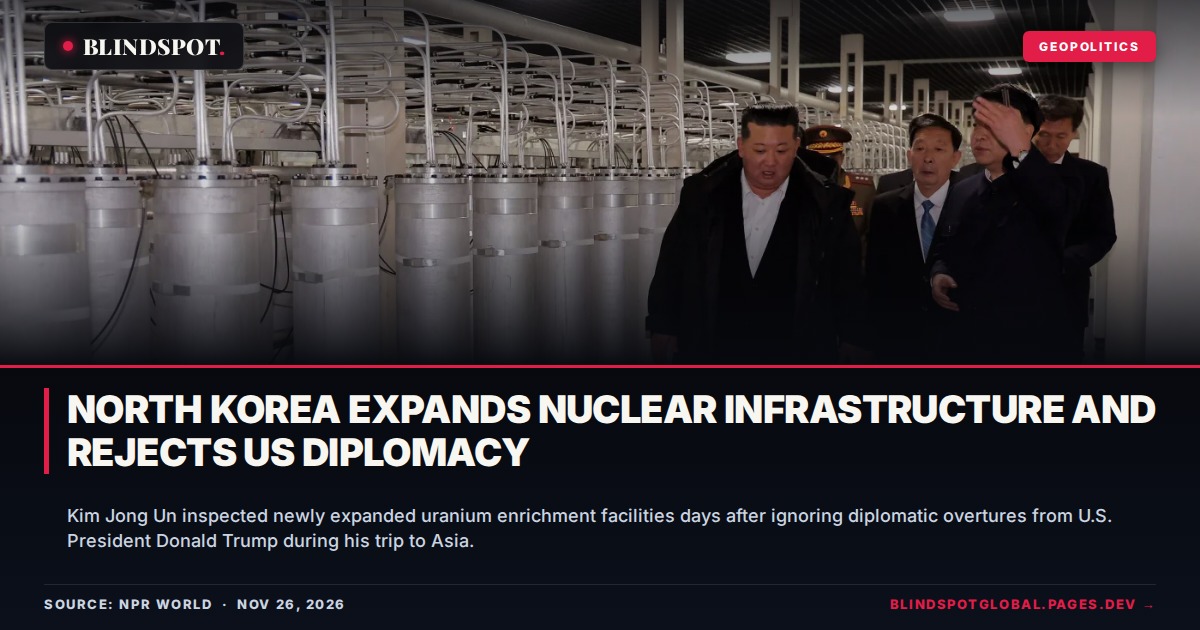 BLINDSPOT.
GEOPOLITICS
NORTH KOREA EXPANDS NUCLEAR INFRASTRUCTURE AND
REJECTS US DIPLOMACY
Kim Jong Un inspected newly expanded uranium enrichment facilities days after ignoring diplomatic overtures from U.S.
President Donald Trump during his trip to Asia.
SOURCE: NPR WORLD · NOV 26, 2026
BLINDSPOTGLOBAL.PAGES.DEV →